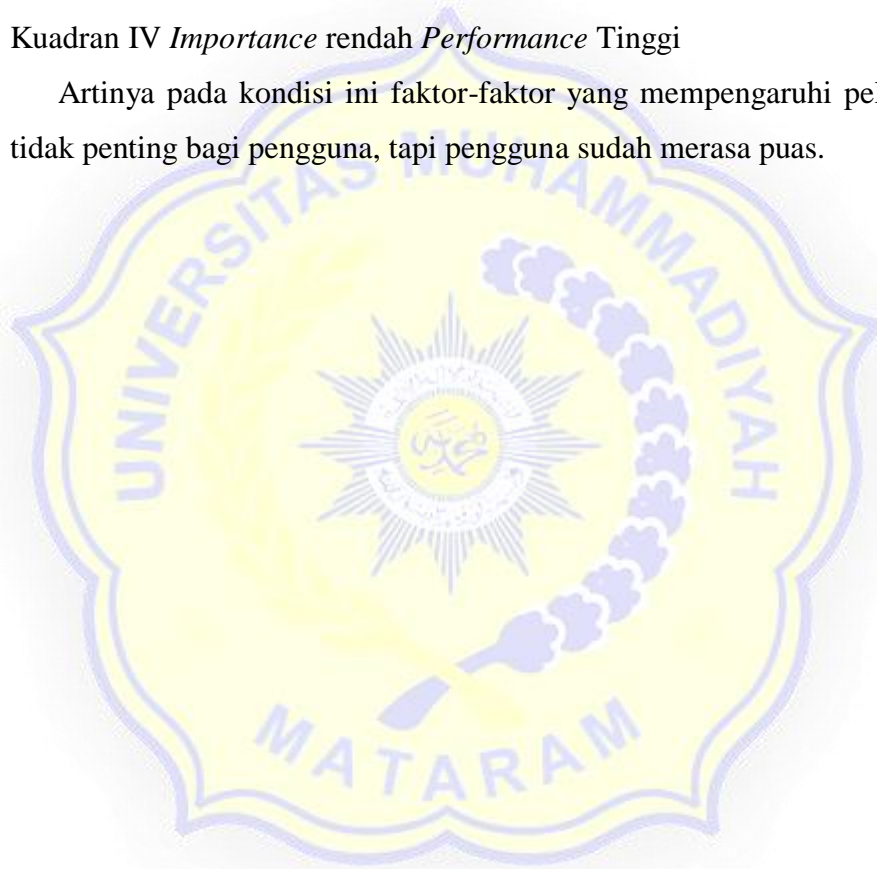 Kuadran IV Importance rendah Performance Tinggi
Artinya pada kondisi ini faktor-faktor yang mempengaruhi pel
tidak penting bagi pengguna, tapi pengguna sudah merasa puas.
UNIVERSITAS MUHAMMADIYAH
MATARAM